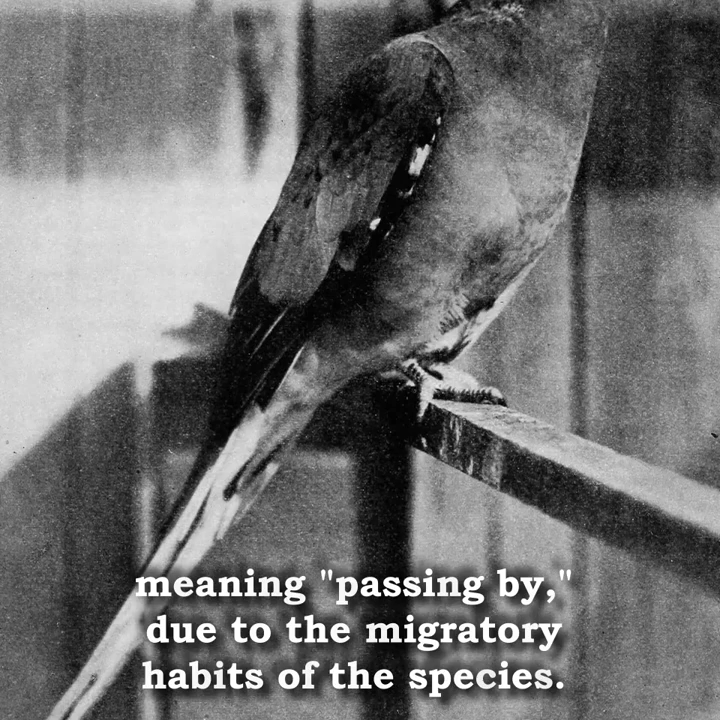 meaning "passing by,"
due to the migratory
habits of the species.